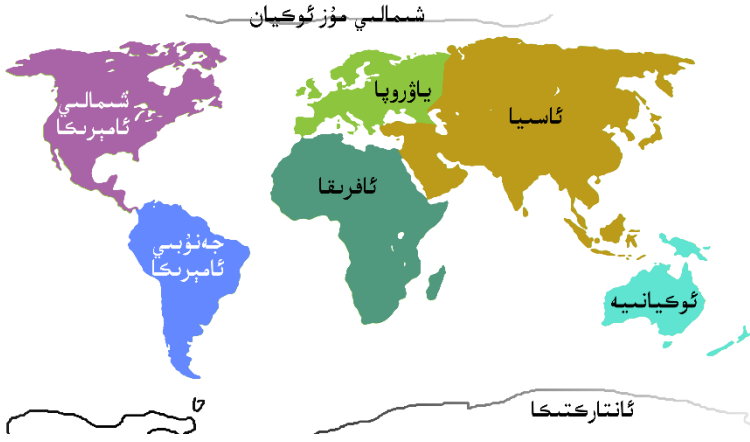 شىمالىي مۇز ئوكيان
شىمالىي
ئامېرىكا
ياۋروپا
ئاسىيا
ئافرىقا
جەنۇبىي
ئامېرىكا
ئوكيانىيە
ئانتاركتىكا